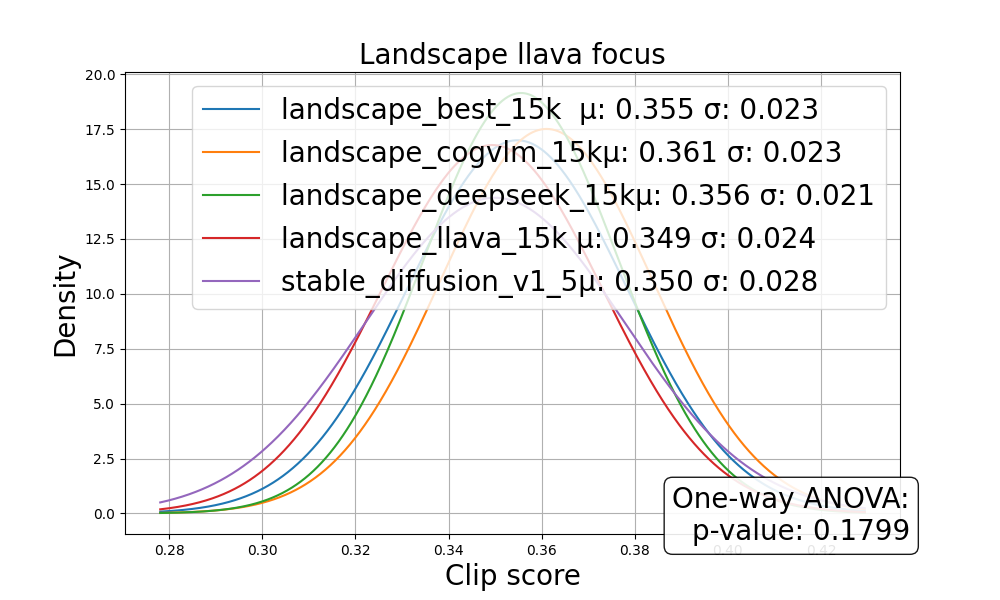 Landscape llava focus
20.0
17.5
15.0
12.5
10.0
7.5
5.0
2.5
0.0
Density
landscape_best_15k  μ: 0.355 σ: 0.023
landscape_cogvlm_15kμ: 0.361 σ: 0.023
landscape_deepseek_15kμ: 0.356 σ: 0.021
landscape_llava_15k μ: 0.349 σ: 0.024
stable_diffusion_v1_5μ: 0.350 σ: 0.028
One-way ANOVA:
p-value: 0.1799
0.28 0.30 0.32 0.34 0.36 0.38 0.40 0.42
Clip score